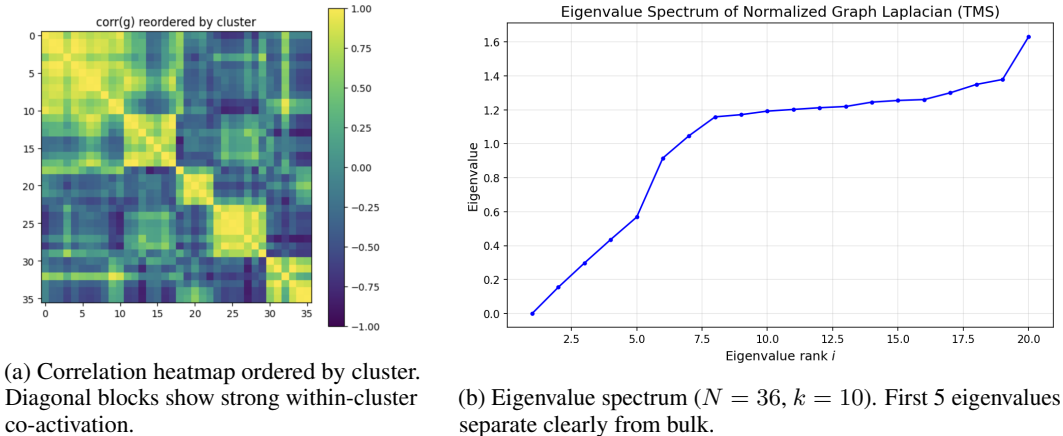 corr(g) reordered by cluster
0
5
10
15
20
25
30
35
0 5 10 15 20 25 30 35
1.00
0.75
0.50
0.25
0.00
−0.25
−0.50
−0.75
−1.00
(a) Correlation heatmap ordered by cluster.
Diagonal blocks show strong within-cluster
co-activation.
Eigenvalue Spectrum of Normalized Graph Laplacian (TMS)
Eigenvalue
1.6
1.4
1.2
1.0
0.8
0.6
0.4
0.2
0.0
2.5 5.0 7.5 10.0 12.5 15.0 17.5 20.0
Eigenvalue rank i
(b) Eigenvalue spectrum (N = 36, k = 10). First 5 eigenvalues
separate clearly from bulk.